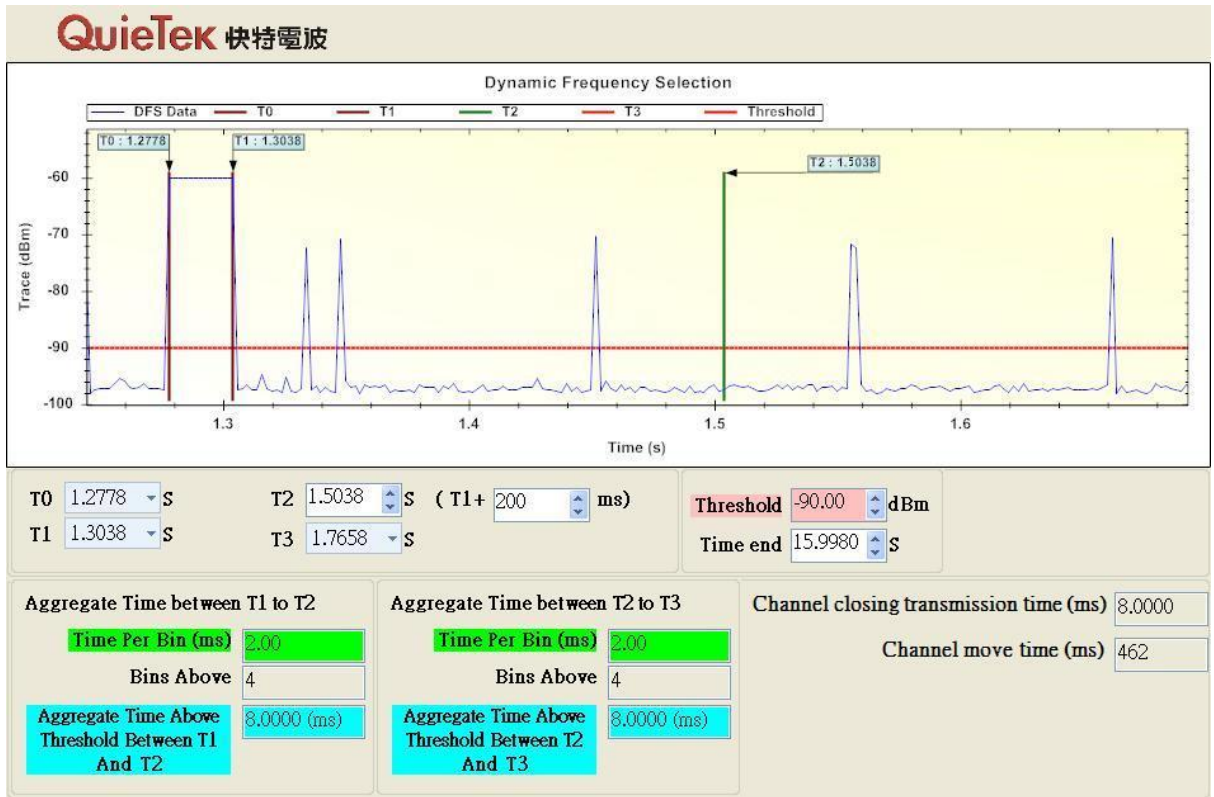 QuieTek 快特電波
Dynamic Frequency Selection
DFS Data T0 T1 T2 T3 Threshold
T0 : 1.2778
T1 : 1.3038
T2 : 1.5038
Trace (dBm)
-60
-70
-80
-90
-100
1.3 1.4 1.5 1.6
Time (s)
T0 1.2778 S T2 1.5038 S ( T1+ 200 ms) Threshold -90.00 dBm
T1 1.3038 S T3 1.7658 S Time end 15.9980 S
Aggregate Time between T1 to T2
Time Per Bin (ms) 2.00
Bins Above 4
Aggregate Time Above 8.0000 (ms)
Threshold Between T1
And T2
Aggregate Time between T2 to T3
Time Per Bin (ms) 2.00
Bins Above 4
Aggregate Time Above 8.0000 (ms)
Threshold Between T2
And T3
Channel closing transmission time (ms) 8.0000
Channel move time (ms) 462